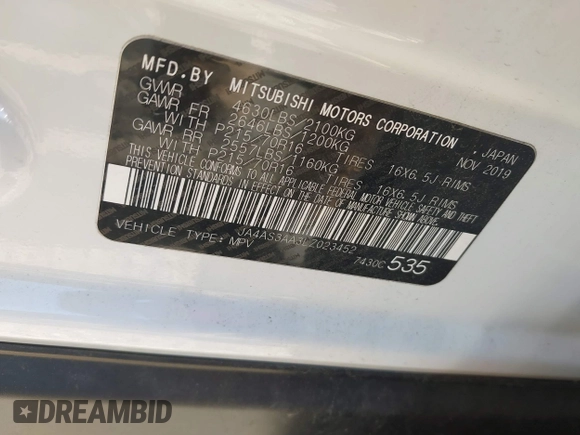 MFD. BY MITSUBISHI MOTORS CORPORATION, JAPAN
GVWR 4630LBS/2100KG NOV 2019
GAWR FR 2646LBS/1200KG
WITH P215/70R16 TIRES 16X6.5J RIMS
GAWR RR 2557LBS/1160KG
WITH P215/70R16 TIRES 16X6.5J RIMS
THIS VEHICLE CONFORMS TO ALL APPLICABLE FEDERAL MOTOR VEHICLE SAFETY AND THEFT
PREVENTION STANDARDS IN EFFECT ON THE DATE OF MANUFACTURE SHOWN ABOVE.
JA4AS3AA3LZ023452
VEHICLE TYPE: MPV 7430C 535
DREAMBID